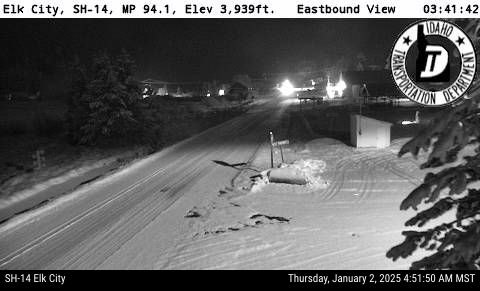 Elk City, SH-14, MP 94.1, Elev 3,939ft. Eastbound View 03:41:42
IDAHO
TRANSPORTATION DEPARTMENT
SH-14 Elk City Thursday, January 2, 2025 4:51:50 AM MST